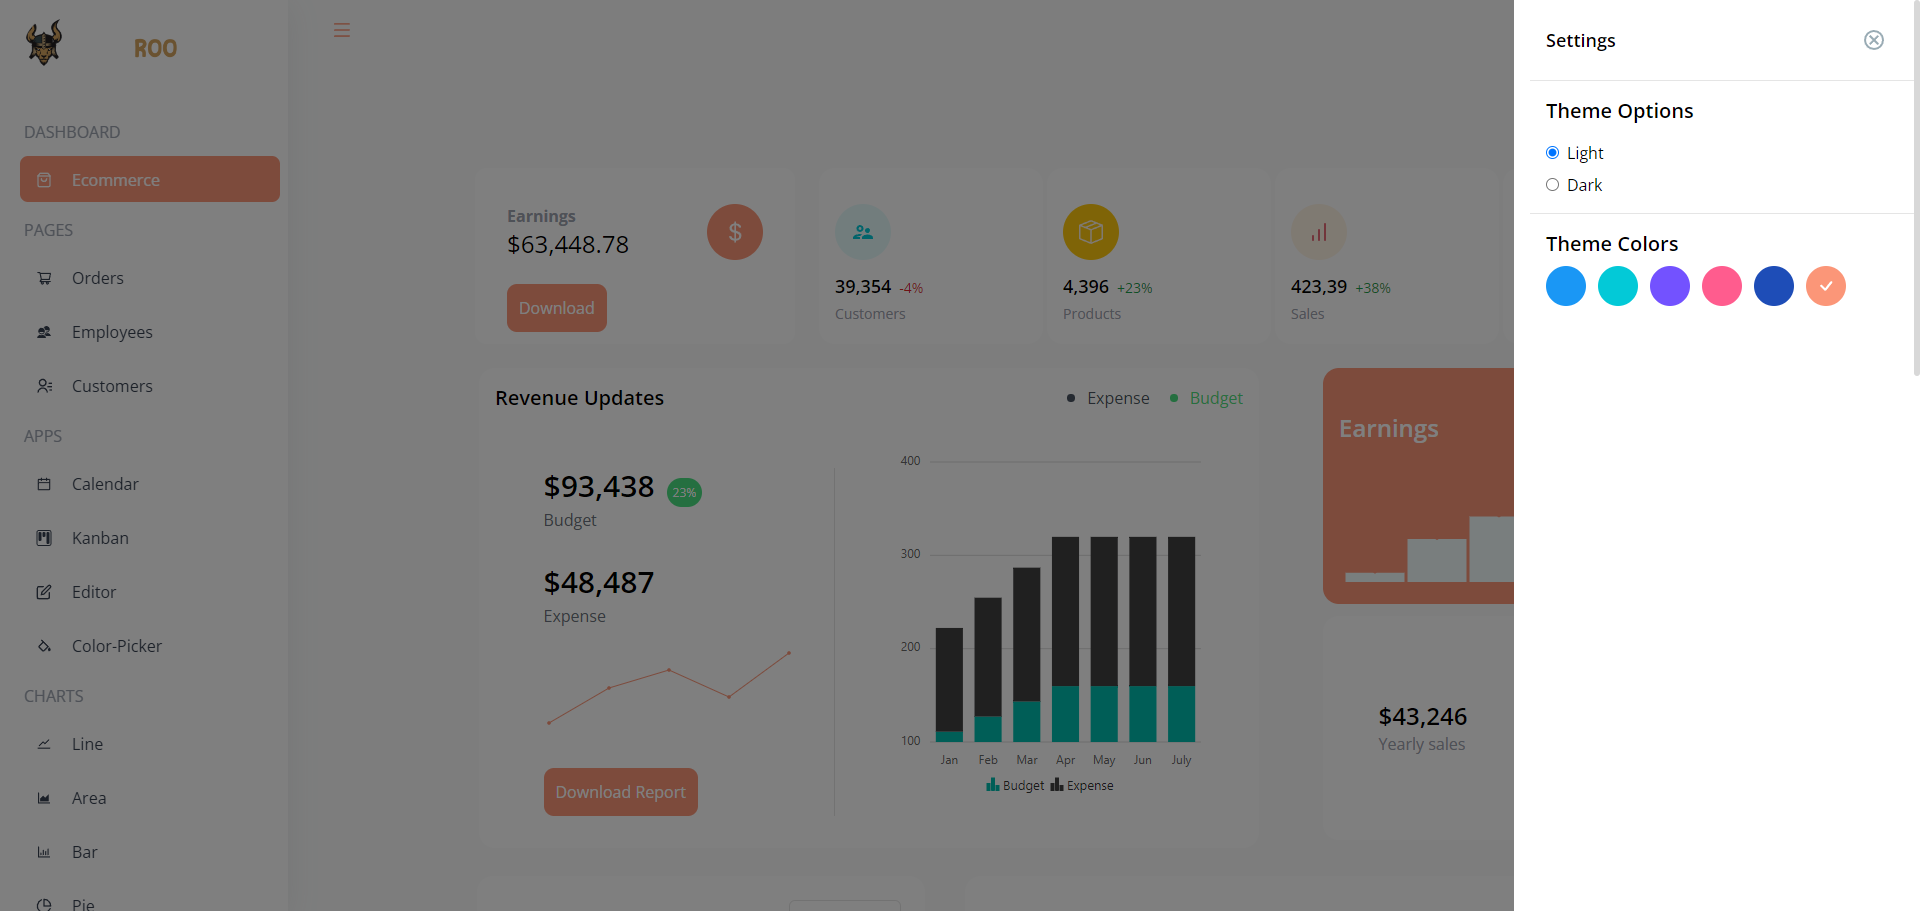 ROO
DASHBOARD
Ecommerce
PAGES
Orders
Employees
Customers
APPS
Calendar
Kanban
Editor
Color-Picker
CHARTS
Line
Area
Bar
Pie
Earnings
$63,448.78
$
Download
39,354 -4%
Customers
4,396 +23%
Products
423,39 +38%
Sales
Revenue Updates
Expense
Budget
$93,438 23%
Budget
$48,487
Expense
Download Report
400
300
200
100
Jan Feb Mar Apr May Jun July
Budget Expense
Earnings
$43,246
Yearly sales
Settings
Theme Options
Light
Dark
Theme Colors